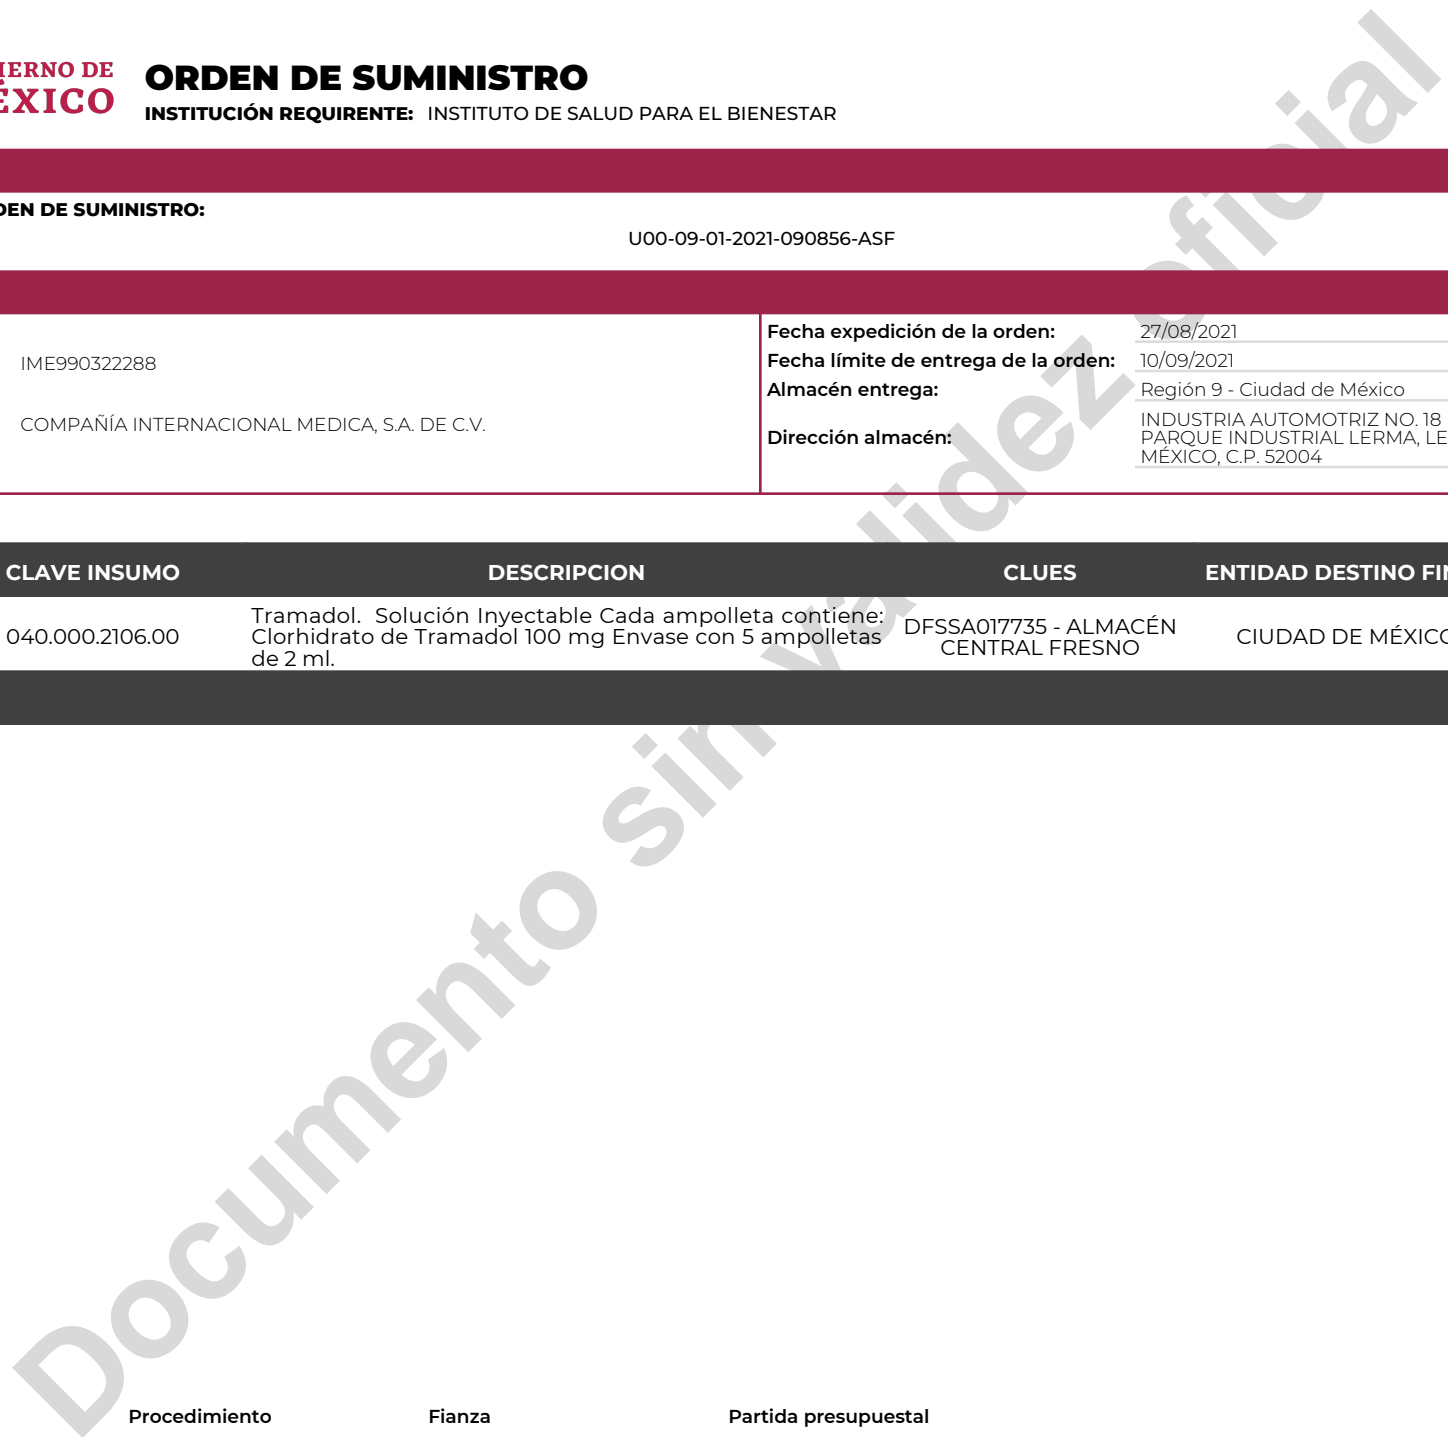 IERNO DE
ÉXICO
ORDEN DE SUMINISTRO
INSTITUCIÓN REQUIRENTE: INSTITUTO DE SALUD PARA EL BIENESTAR
DEN DE SUMINISTRO:
U00-09-01-2021-090856-ASF
IME990322288
COMPAÑÍA INTERNACIONAL MEDICA, S.A. DE C.V.
Fecha expedición de la orden: 27/08/2021
Fecha límite de entrega de la orden: 10/09/2021
Almacén entrega: Región 9 - Ciudad de México
Dirección almacén:
INDUSTRIA AUTOMOTRIZ NO. 18
PARQUE INDUSTRIAL LERMA, LE
MÉXICO, C.P. 52004
CLAVE INSUMO DESCRIPCION CLUES ENTIDAD DESTINO FIN
040.000.2106.00
Tramadol. Solución Inyectable Cada ampolleta contiene:
Clorhidrato de Tramadol 100 mg Envase con 5 ampolletas
de 2 ml.
DFSSA017735 - ALMACÉN
CENTRAL FRESNO
CIUDAD DE MÉXICO
Documento sin validez oficial
Procedimiento Fianza Partida presupuestal